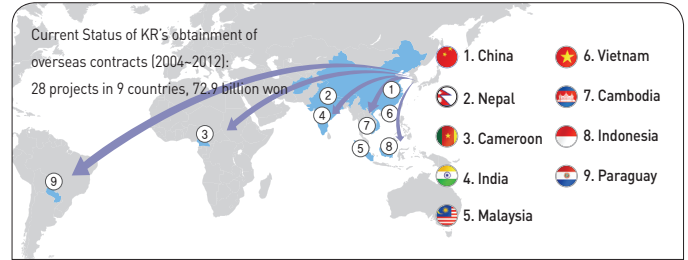 Current Status of KR's obtainment of
overseas contracts (2004~2012):
28 projects in 9 countries, 72.9 billion won
1
2
3
4
5
6
7
8
9
1. China
2. Nepal
3. Cameroon
4. India
5. Malaysia
6. Vietnam
7. Cambodia
8. Indonesia
9. Paraguay